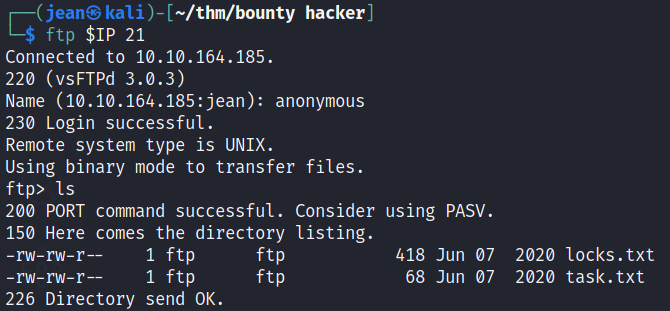 ┌──(jean㉿kali)-[~/thm/bounty hacker]
└─$ ftp $IP 21
Connected to 10.10.164.185.
220 (vsFTPd 3.0.3)
Name (10.10.164.185:jean): anonymous
230 Login successful.
Remote system type is UNIX.
Using binary mode to transfer files.
ftp> ls
200 PORT command successful. Consider using PASV.
150 Here comes the directory listing.
-rw-rw-r--    1 ftp      ftp           418 Jun 07  2020 locks.txt
-rw-rw-r--    1 ftp      ftp            68 Jun 07  2020 task.txt
226 Directory send OK.